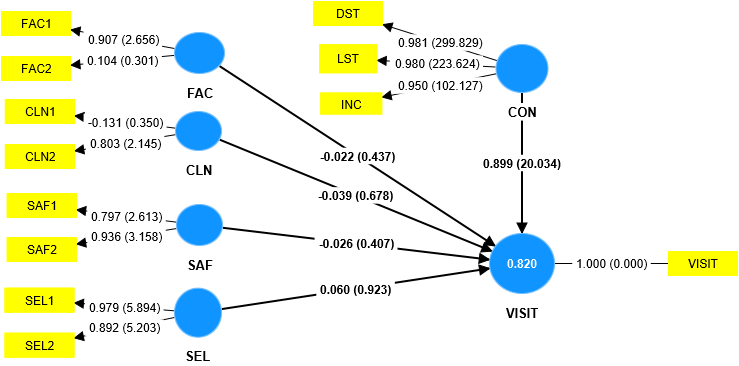 FAC1
0.907 (2.656)
FAC2
0.104 (0.301)
FAC
CLN1
-0.131 (0.350)
CLN2
0.803 (2.145)
CLN
SAF1
0.797 (2.613)
SAF2
0.936 (3.158)
SAF
SEL1
0.979 (5.894)
SEL2
0.892 (5.203)
SEL
DST
0.981 (299.829)
LST
0.980 (223.624)
INC
0.950 (102.127)
CON
-0.022 (0.437)
0.899 (20.034)
-0.039 (0.678)
-0.026 (0.407)
0.060 (0.923)
0.820
VISIT
1.000 (0.000)
VISIT